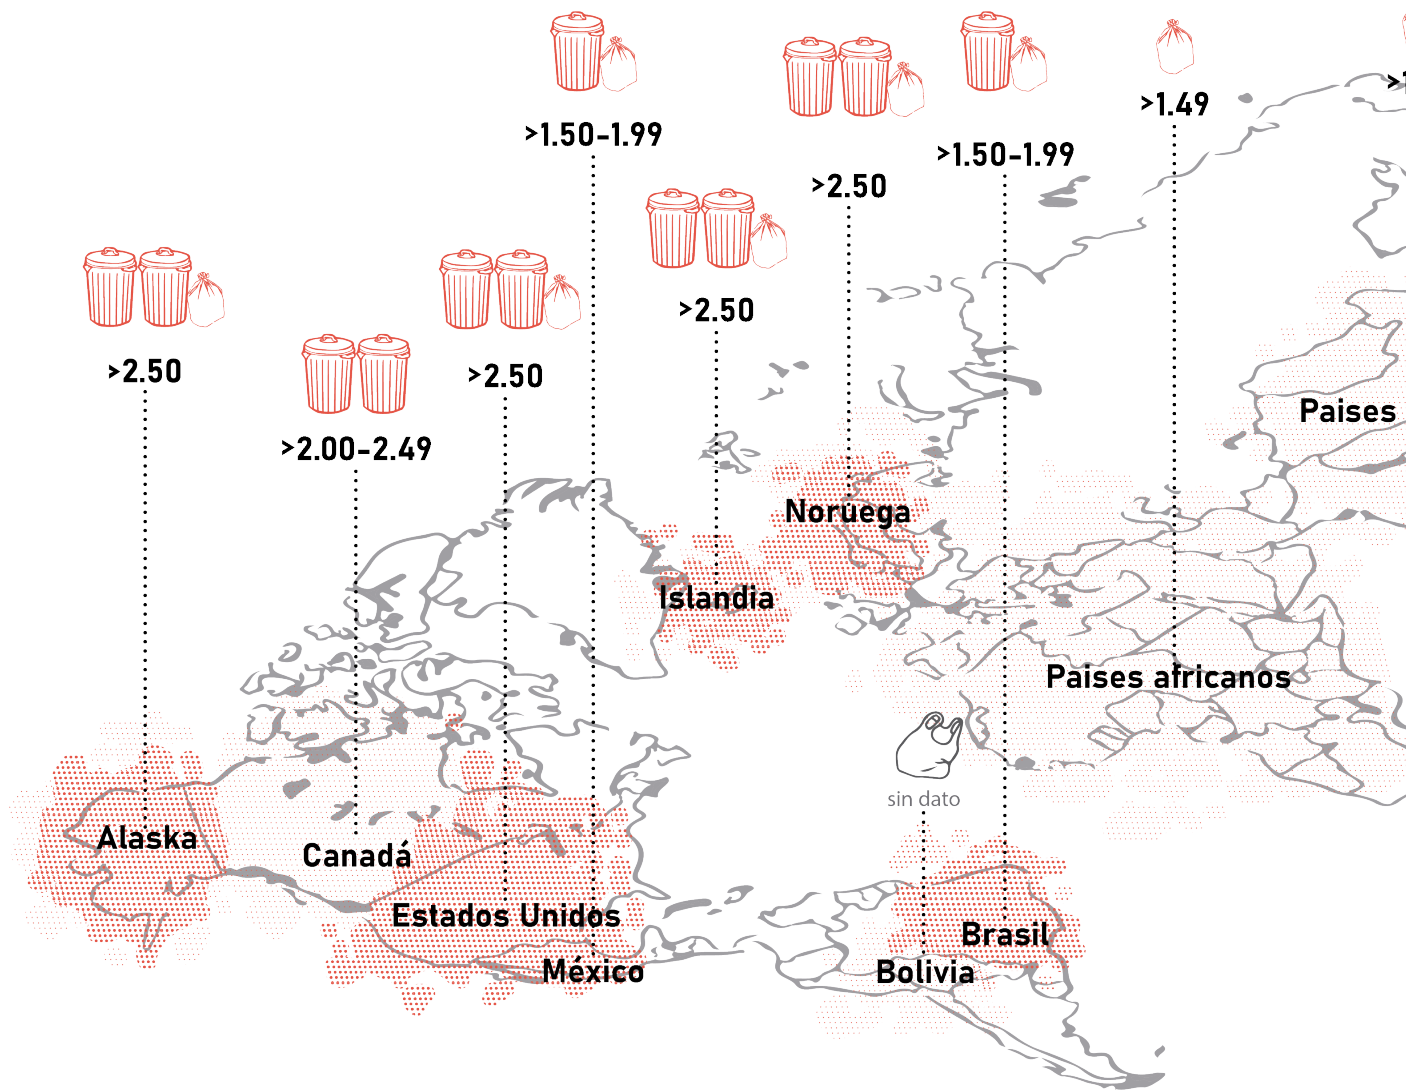 >1.49
>1.50-1.99
>1.50-1.99
>2.50
>2.50
>2.50
>2.50
>2.00-2.49
Paises
Noruega
Islandia
Paises africanos
sin dato
Alaska
Canadá
Estados Unidos
Brasil
México
Bolivia